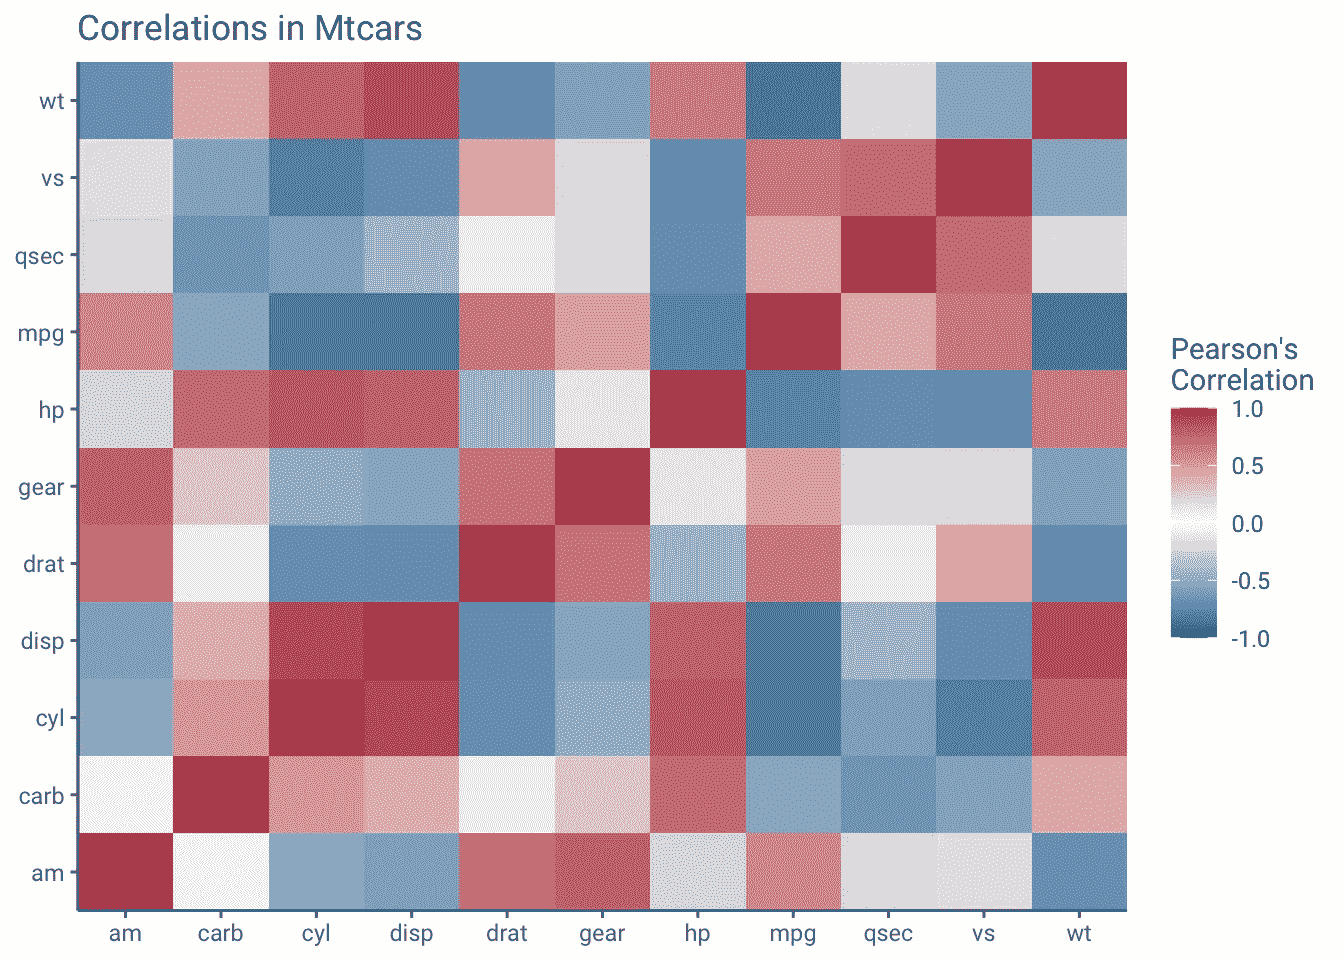 Correlations in Mtcars
wt
vs
qsec
mpg
hp
gear
drat
disp
cyl
carb
am
am carb cyl disp drat gear hp mpg qsec vs wt
Pearson's
Correlation
1.0
0.5
0.0
-0.5
-1.0